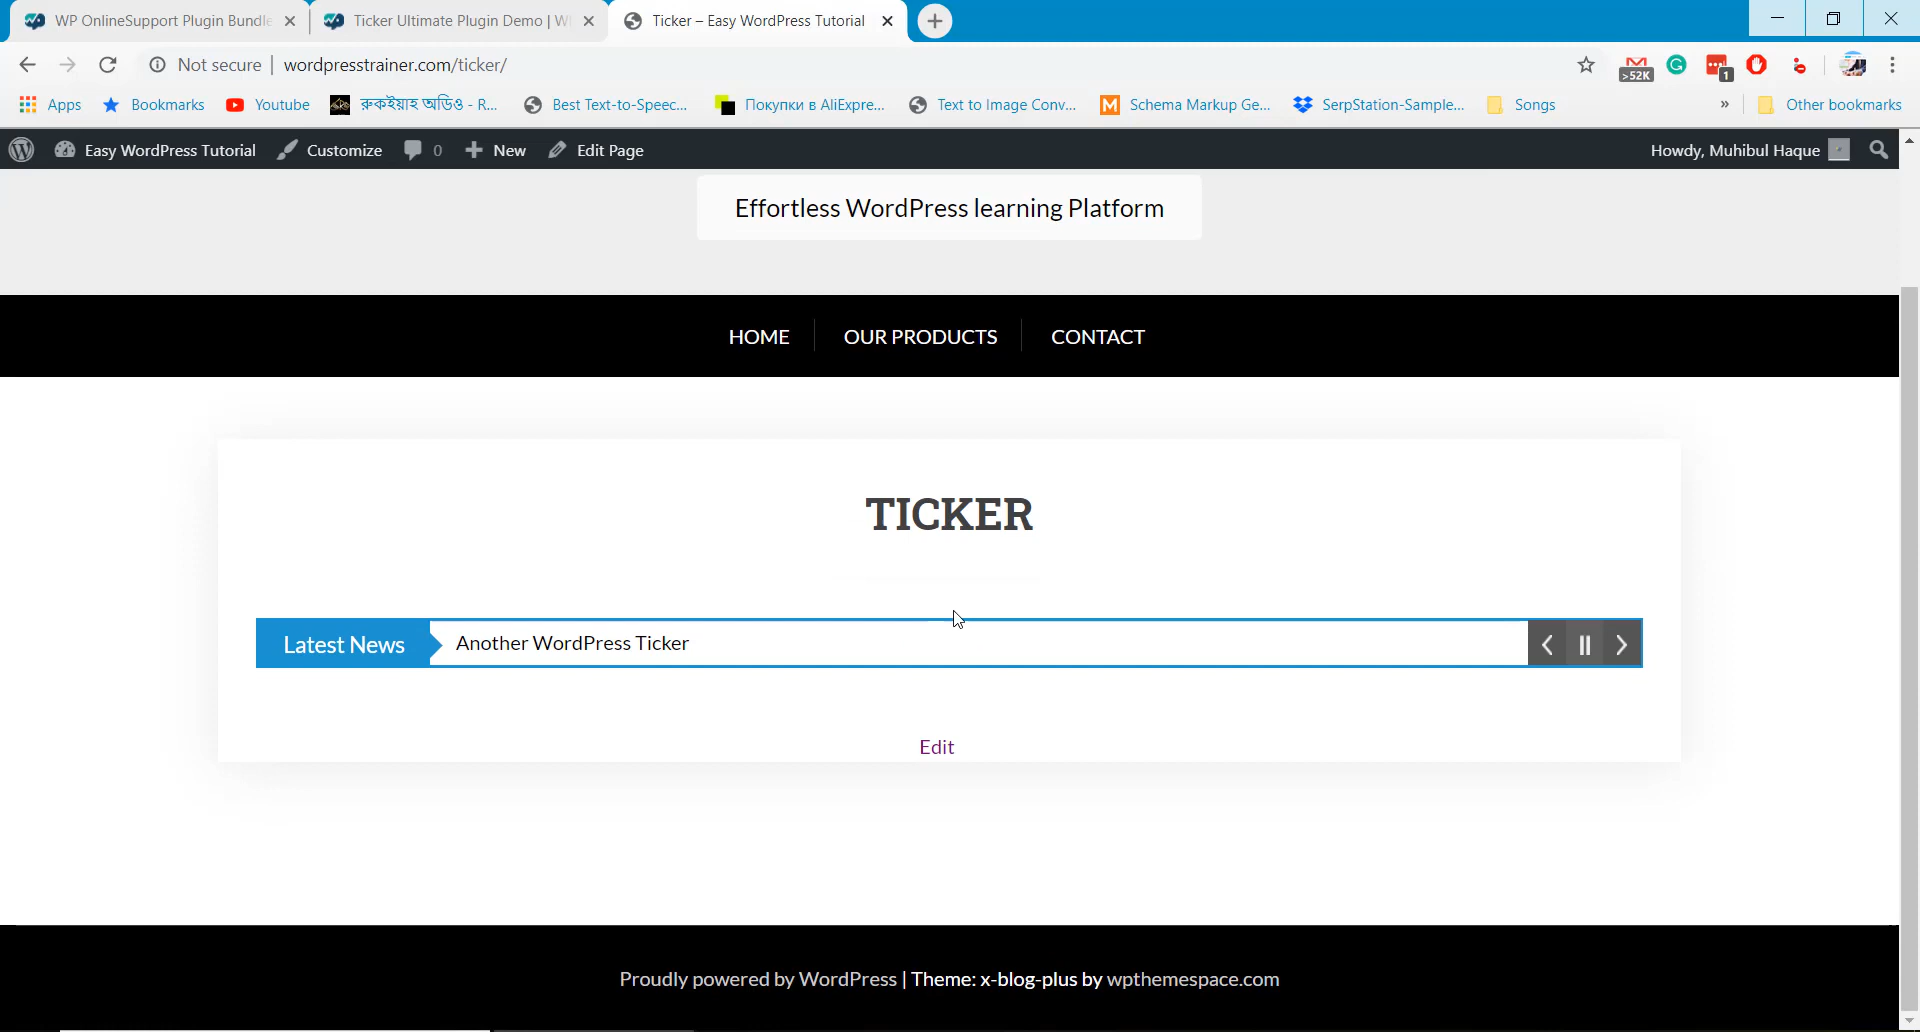 WP OnlineSupport Plugin Bundle
Ticker Ultimate Plugin Demo | W
Ticker – Easy WordPress Tutorial
Not secure | wordpresstrainer.com/ticker/
>52K
1
Apps
Bookmarks
Youtube
রুকইয়াহ অডিও - R...
Best Text-to-Speec...
Покупки в AliExpre...
Text to Image Conv...
Schema Markup Ge...
SerpStation-Sample...
Songs
»
Other bookmarks
Easy WordPress Tutorial
Customize
0
New
Edit Page
Howdy, Muhibul Haque
Effortless WordPress learning Platform
HOME
OUR PRODUCTS
CONTACT
TICKER
Latest News
Another WordPress Ticker
Edit
Proudly powered by WordPress | Theme: x-blog-plus by wpthemespace.com